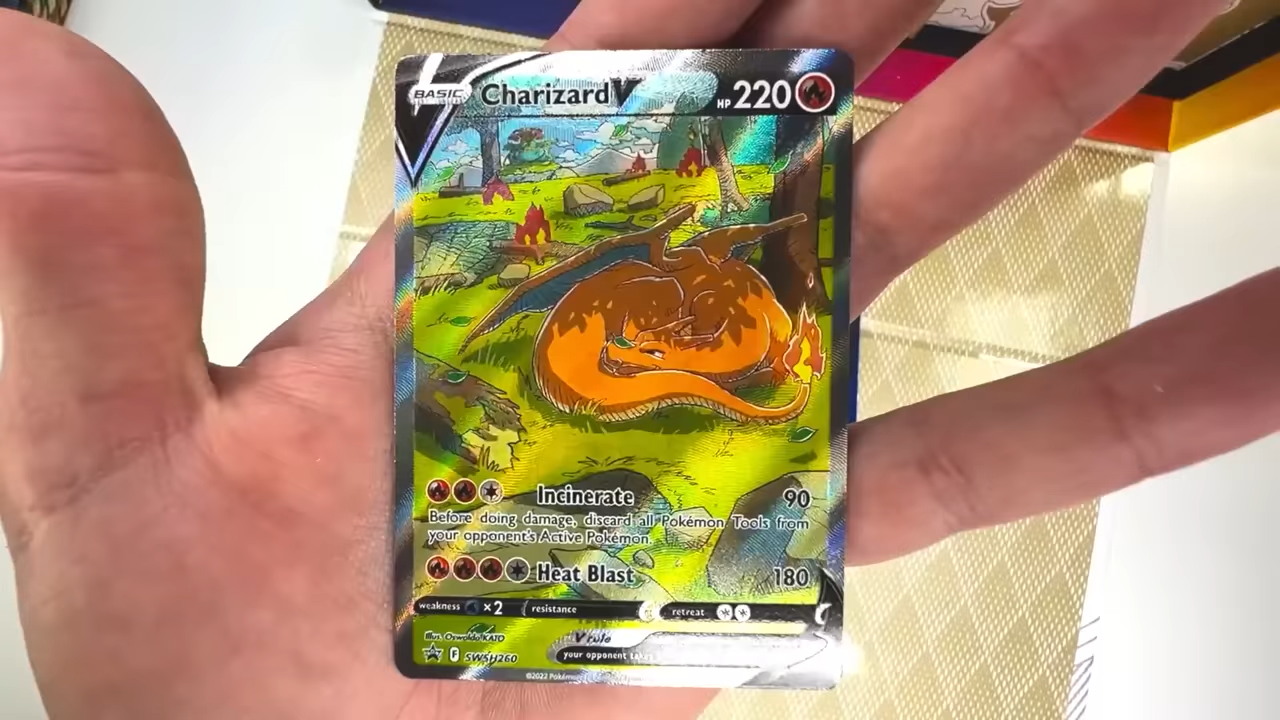 BASIC Charizard V HP 220
Incinerate 90
Before doing damage, discard all Pokémon Tools from
your opponent's Active Pokémon.
Heat Blast 180
weakness ×2 resistance retreat
Illus. Oswaldo KATO V rule
F SWSH260 your opponent takes
©2022 Pokémon